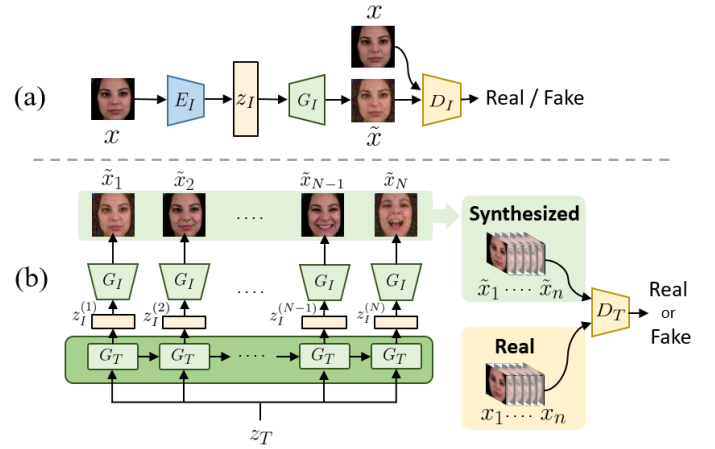 x
(a)
E_I
z_I
G_I
D_I
Real / Fake
x
x̃
x̃_1
x̃_2
....
x̃_{N−1}
x̃_N
Synthesized
x̃_1 .... x̃_n
(b)
G_I
G_I
....
G_I
G_I
z_I^{(1)}
z_I^{(2)}
z_I^{(N−1)}
z_I^{(N)}
G_T
G_T
.....
G_T
G_T
z_T
D_T
Real
or
Fake
Real
x_1 .... x_n